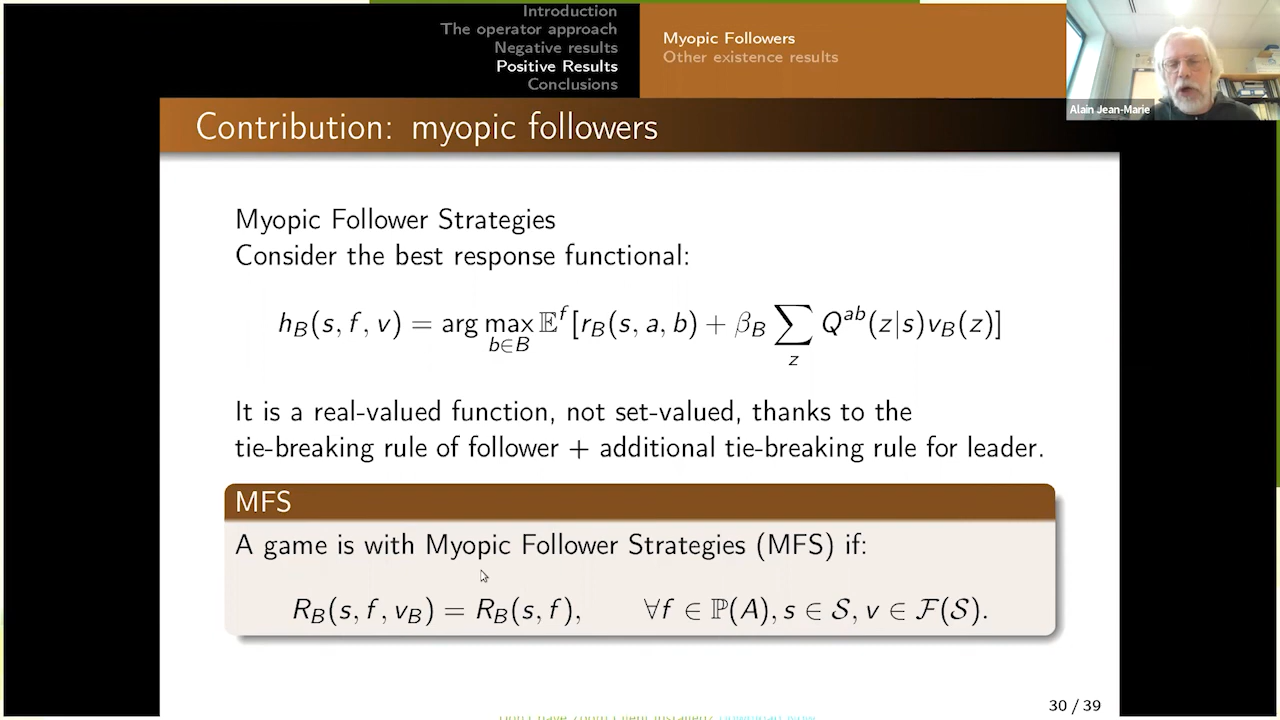 Introduction
The operator approach
Negative results
Positive Results
Conclusions
Myopic Followers
Other existence results
Alain Jean-Marie
Contribution: myopic followers
Myopic Follower Strategies
Consider the best response functional:
h_B(s, f, v) = arg max_{b∈B} 𝔼^f [r_B(s, a, b) + β_B ∑_z Q^{ab}(z|s)v_B(z)]
It is a real-valued function, not set-valued, thanks to the
tie-breaking rule of follower + additional tie-breaking rule for leader.
MFS
A game is with Myopic Follower Strategies (MFS) if:
R_B(s, f, v_B) = R_B(s, f), ∀f ∈ ℙ(A), s ∈ 𝒮, v ∈ ℱ(𝒮).
30 / 39